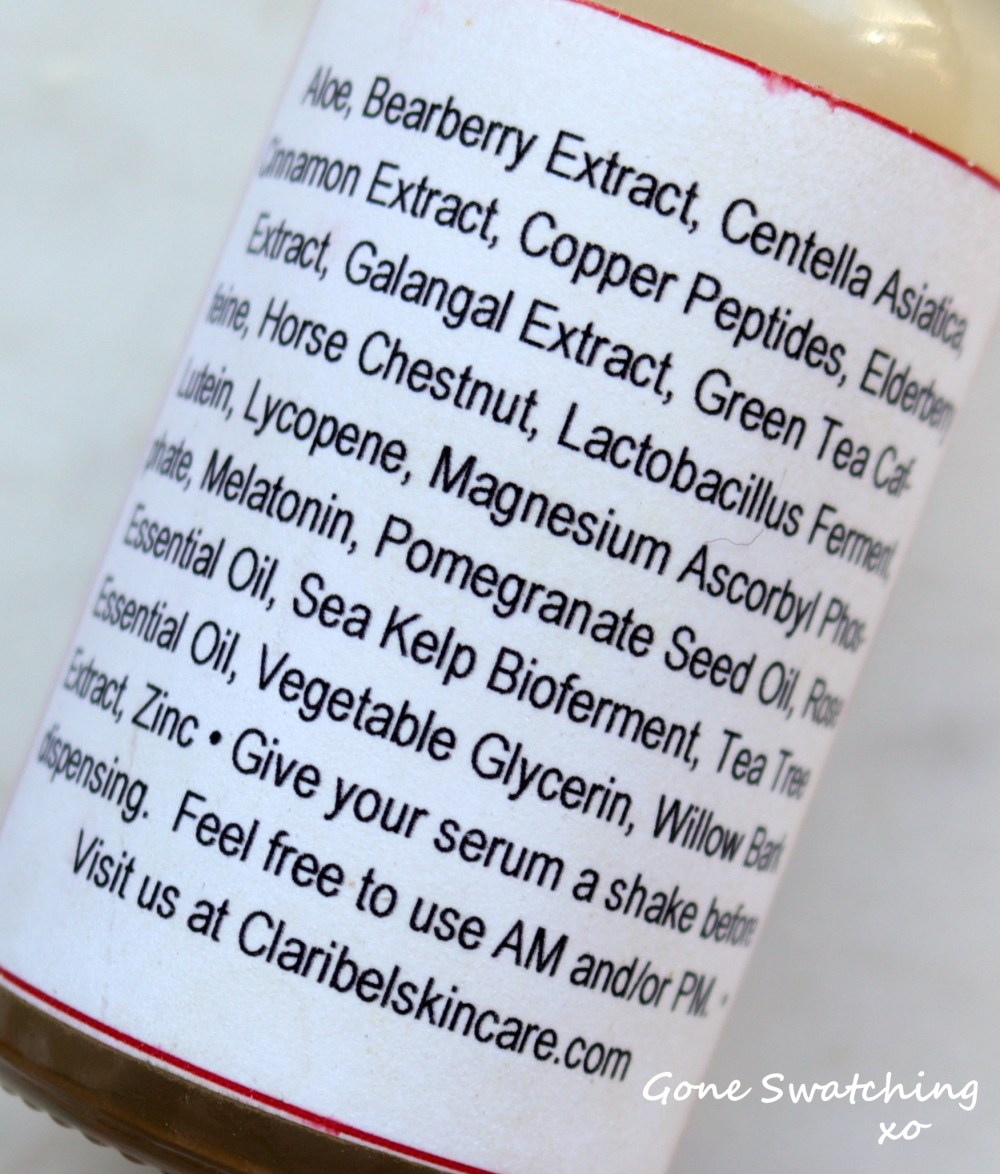 Aloe, Bearberry Extract, Centella Asiatica,
Cinnamon Extract, Copper Peptides, Elderberry
Extract, Galangal Extract, Green Tea Caf-
feine, Horse Chestnut, Lactobacillus Ferment,
Lutein, Lycopene, Magnesium Ascorbyl Phos-
phate, Melatonin, Pomegranate Seed Oil, Rose
Essential Oil, Sea Kelp Bioferment, Tea Tree
Essential Oil, Vegetable Glycerin, Willow Bark
Extract, Zinc • Give your serum a shake before
dispensing. Feel free to use AM and/or PM. •
Visit us at Claribelskincare.com
Gone Swatching
xo